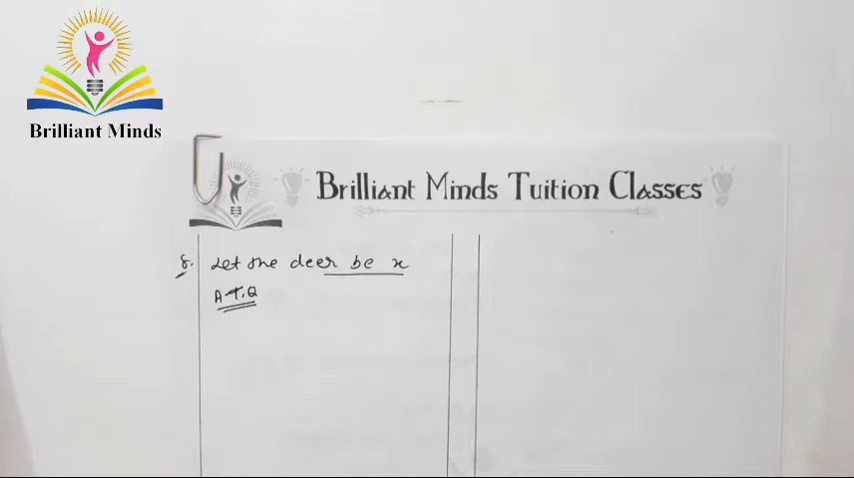 Brilliant Minds
Brilliant Minds Tuition Classes
8. Let the deer be x
A.T.Q